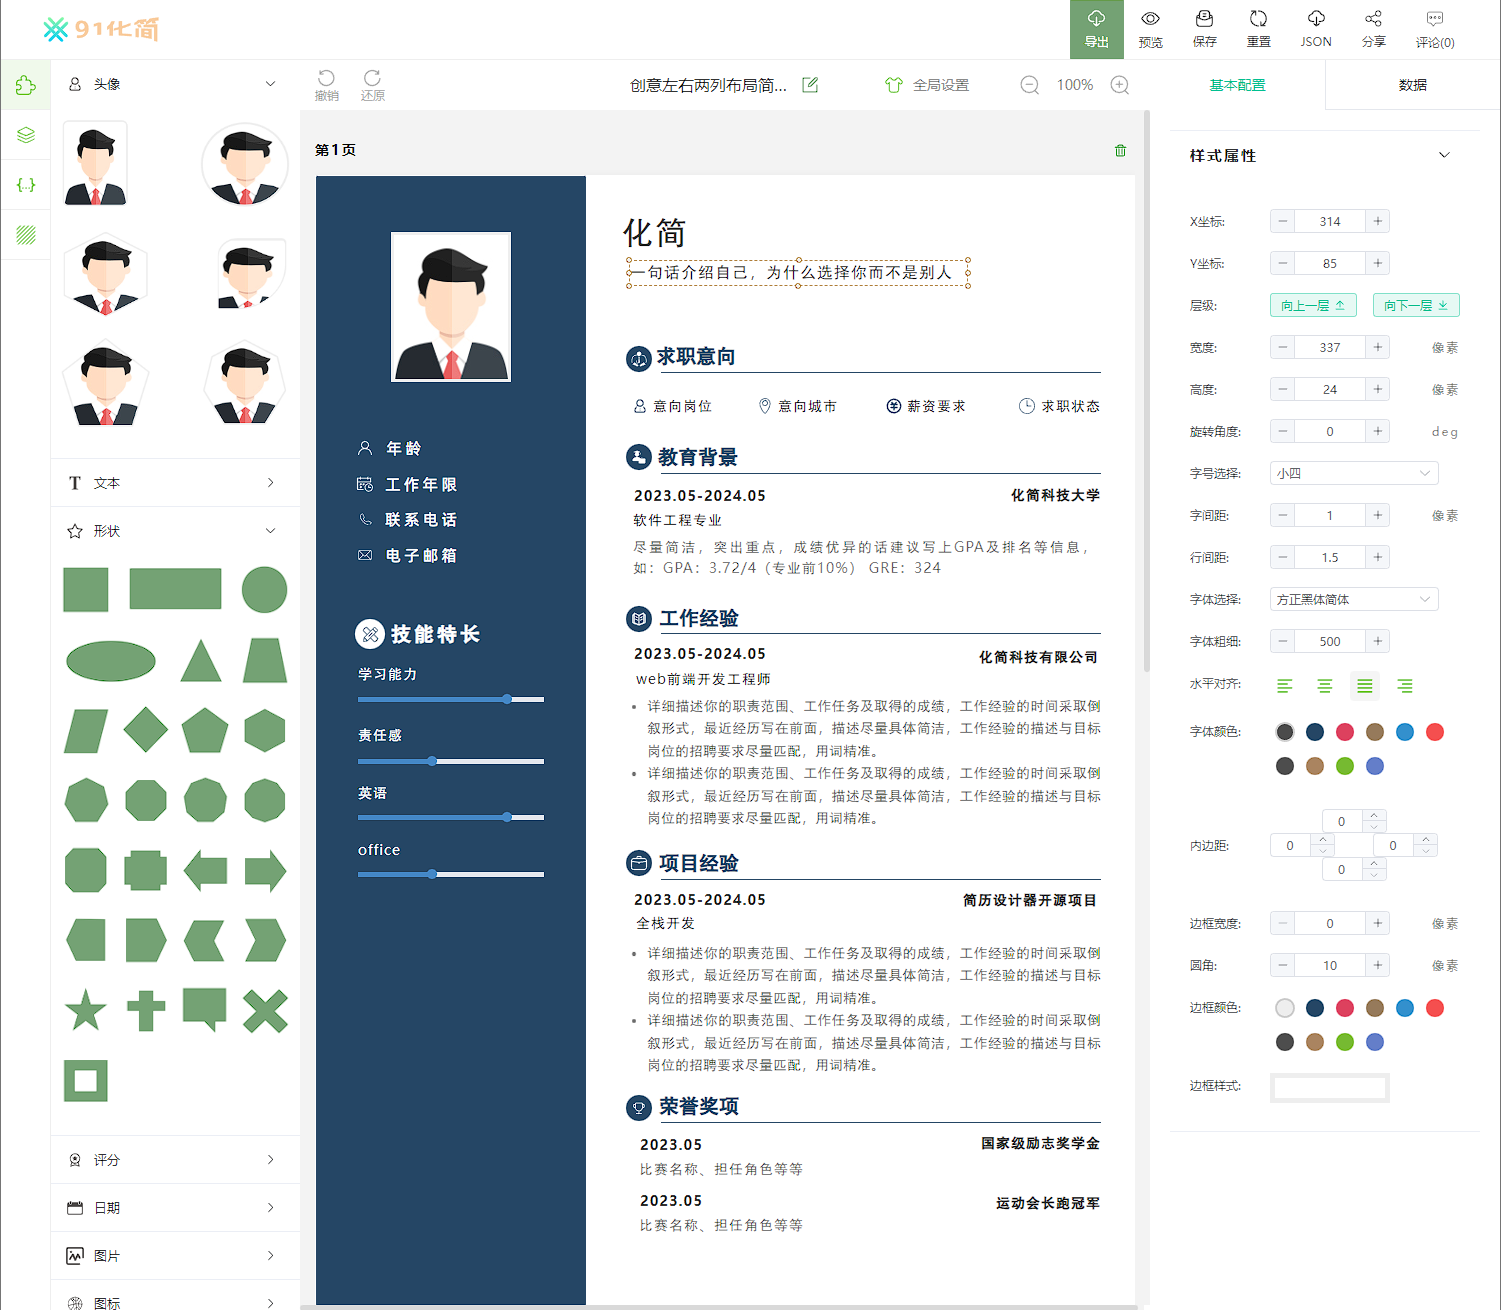 91化简
导出
预览
保存
重置
JSON
分享
评论(0)
头像
撤销
还原
创意左右两列布局简...
全局设置
100%
基本配置
数据
文本
形状
评分
日期
图片
图标
第1页
年龄
工作年限
联系电话
电子邮箱
技能特长
学习能力
责任感
英语
office
化简
一句话介绍自己，为什么选择你而不是别人
求职意向
意向岗位
意向城市
薪资要求
求职状态
教育背景
2023.05-2024.05
化简科技大学
软件工程专业
尽量简洁，突出重点，成绩优异的话建议写上GPA及排名等信息，
如：GPA：3.72/4（专业前10%） GRE：324
工作经验
2023.05-2024.05
化简科技有限公司
web前端开发工程师
• 详细描述你的职责范围、工作任务及取得的成绩，工作经验的时间采取倒
叙形式，最近经历写在前面，描述尽量具体简洁，工作经验的描述与目标
岗位的招聘要求尽量匹配，用词精准。
• 详细描述你的职责范围、工作任务及取得的成绩，工作经验的时间采取倒
叙形式，最近经历写在前面，描述尽量具体简洁，工作经验的描述与目标
岗位的招聘要求尽量匹配，用词精准。
项目经验
2023.05-2024.05
简历设计器开源项目
全栈开发
• 详细描述你的职责范围、工作任务及取得的成绩，工作经验的时间采取倒
叙形式，最近经历写在前面，描述尽量具体简洁，工作经验的描述与目标
岗位的招聘要求尽量匹配，用词精准。
• 详细描述你的职责范围、工作任务及取得的成绩，工作经验的时间采取倒
叙形式，最近经历写在前面，描述尽量具体简洁，工作经验的描述与目标
岗位的招聘要求尽量匹配，用词精准。
荣誉奖项
2023.05
国家级励志奖学金
比赛名称、担任角色等等
2023.05
运动会长跑冠军
比赛名称、担任角色等等
样式属性
X坐标: 314
Y坐标: 85
层级: 向上一层 向下一层
宽度: 337 像素
高度: 24 像素
旋转角度: 0 deg
字号选择: 小四
字间距: 1 像素
行间距: 1.5
字体选择: 方正黑体简体
字体粗细: 500
水平对齐:
字体颜色:
0
内边距: 0 0
0
边框宽度: 0 像素
圆角: 10 像素
边框颜色:
边框样式: